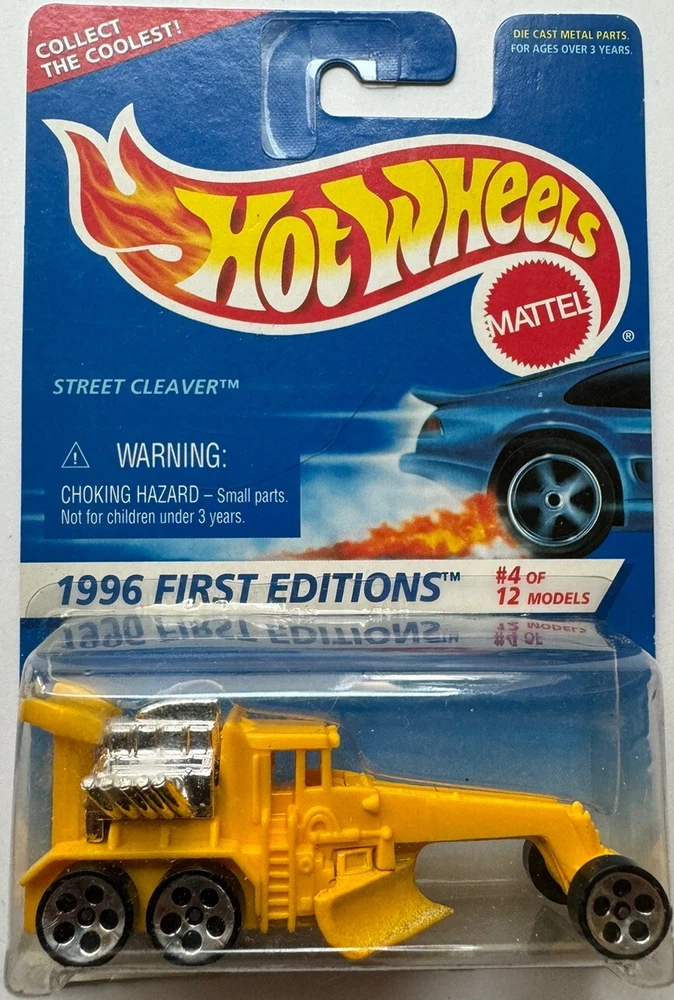 COLLECT
THE COOLEST!
DIE CAST METAL PARTS.
FOR AGES OVER 3 YEARS.
HOT WHEELS
MATTEL
®
STREET CLEAVER™
⚠ WARNING:
CHOKING HAZARD – Small parts.
Not for children under 3 years.
1996 FIRST EDITIONS™
#4 OF
12 MODELS